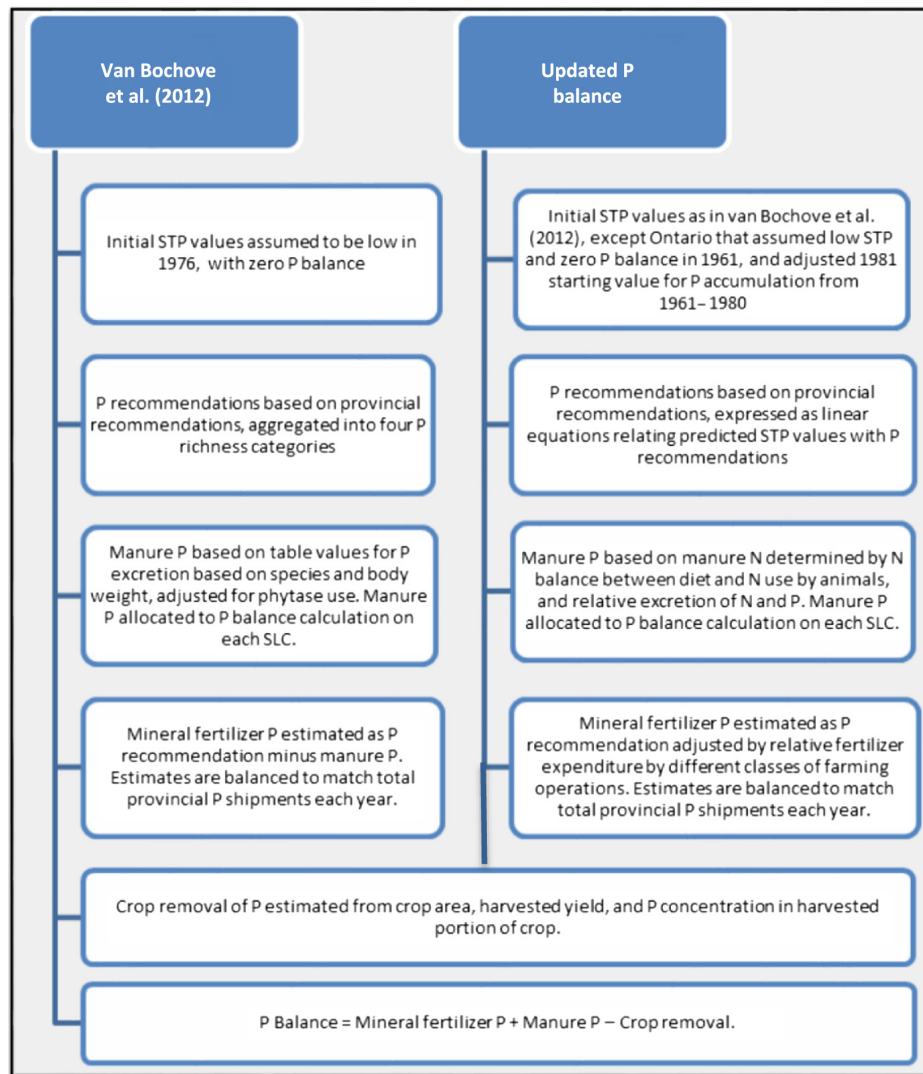 Van Bochove
et al. (2012)
Initial STP values assumed to be low in
1976, with zero P balance
P recommendations based on provincial
recommendations, aggregated into four P
richness categories
Manure P based on table values for P
excretion based on species and body
weight, adjusted for phytase use. Manure
P allocated to P balance calculation on
each SLC.
Mineral fertilizer P estimated as P
recommendation minus manure P.
Estimates are balanced to match total
provincial P shipments each year.
Updated P
balance
Initial STP values as in van Bochove et al.
(2012), except Ontario that assumed low STP
and zero P balance in 1961, and adjusted 1981
starting value for P accumulation from
1961–1980
P recommendations based on provincial
recommendations, expressed as linear
equations relating predicted STP values with P
recommendations
Manure P based on manure N determined by N
balance between diet and N use by animals,
and relative excretion of N and P. Manure P
allocated to P balance calculation on each SLC.
Mineral fertilizer P estimated as P
recommendation adjusted by relative fertilizer
expenditure by different classes of farming
operations. Estimates are balanced to match
total provincial P shipments each year.
Crop removal of P estimated from crop area, harvested yield, and P concentration in harvested
portion of crop.
P Balance = Mineral fertilizer P + Manure P – Crop removal.